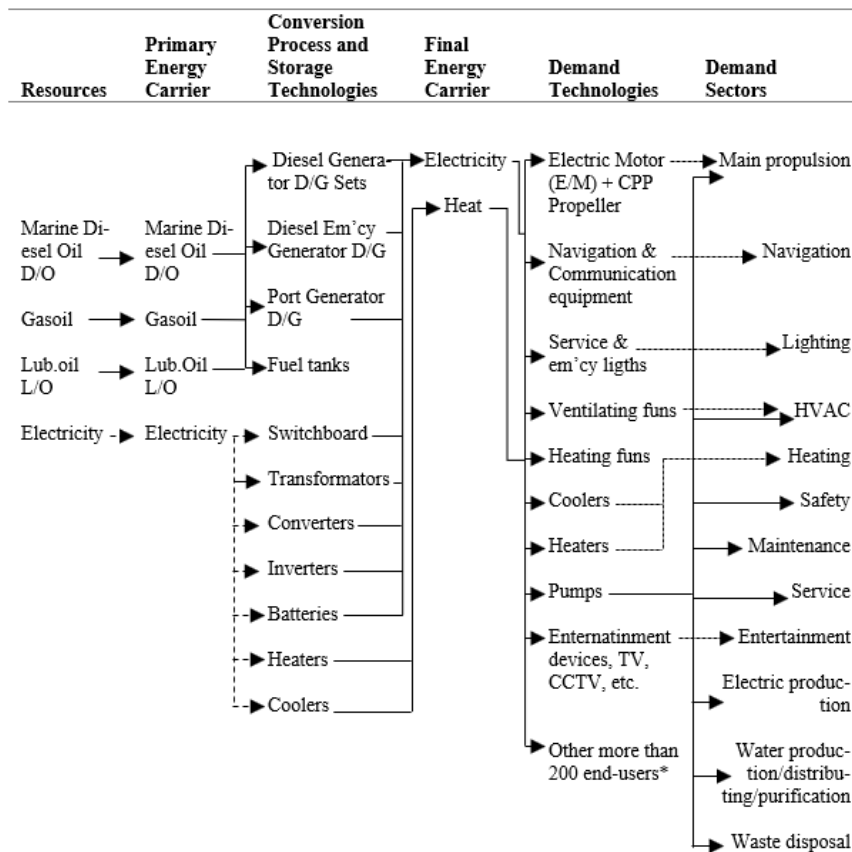 Resources
Primary
Energy
Carrier
Conversion
Process and
Storage
Technologies
Final
Energy
Carrier
Demand
Technologies
Demand
Sectors
Marine Di-
esel Oil
D/O
Gasoil
Lub.oil
L/O
Electricity
Marine Di-
esel Oil
D/O
Gasoil
Lub.Oil
L/O
Electricity
Diesel Genera-
tor D/G Sets
Diesel Em’cy
Generator D/G
Port Generator
D/G
Fuel tanks
Switchboard
Transformators
Converters
Inverters
Batteries
Heaters
Coolers
Electricity
Heat
Electric Motor
(E/M) + CPP
Propeller
Navigation &
Communication
equipment
Service &
em’cy ligths
Ventilating funs
Heating funs
Coolers
Heaters
Pumps
Enternatinment
devices, TV,
CCTV, etc.
Other more than
200 end-users*
Main propulsion
Navigation
Lighting
HVAC
Heating
Safety
Maintenance
Service
Entertainment
Electric produc-
tion
Water produc-
tion/distribu-
ting/purification
Waste disposal